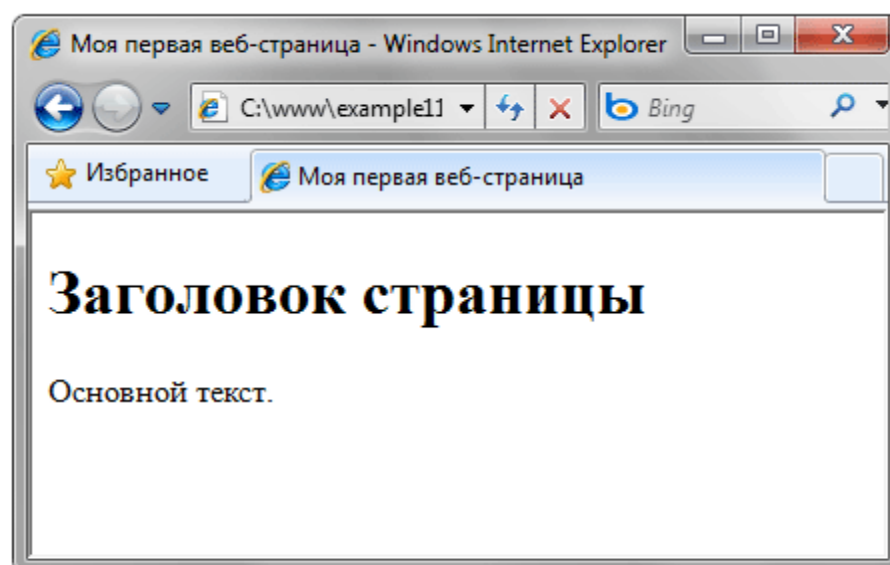 Моя первая веб-страница - Windows Internet Explorer
C:\www\example11
Bing
Избранное
Моя первая веб-страница
Заголовок страницы
Основной текст.